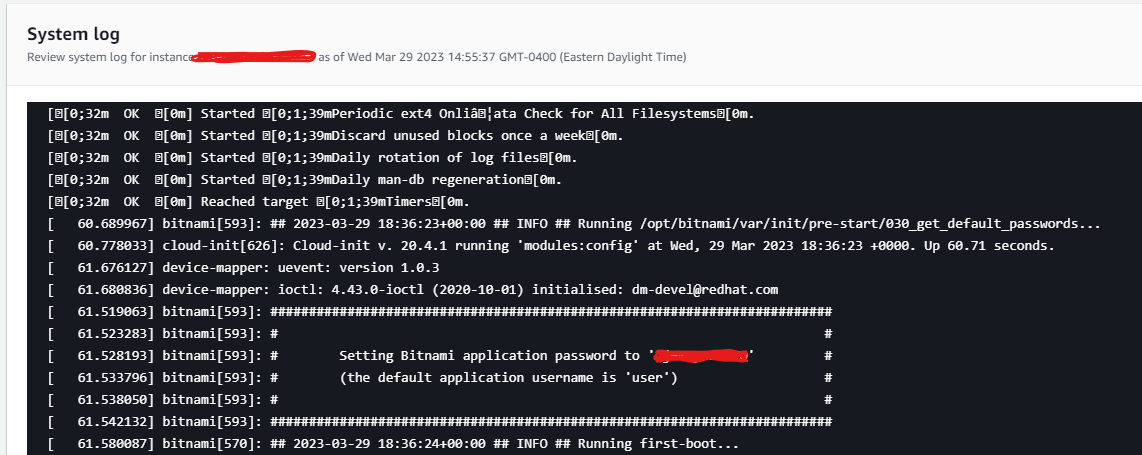 System log
Review system log for instance as of Wed Mar 29 2023 14:55:37 GMT-0400 (Eastern Daylight Time)
[�[0;32m OK �[0m] Started �[0;1;39mPeriodic ext4 Onliâ�¦ata Check for All Filesystems�[0m.
[�[0;32m OK �[0m] Started �[0;1;39mDiscard unused blocks once a week�[0m.
[�[0;32m OK �[0m] Started �[0;1;39mDaily rotation of log files�[0m.
[�[0;32m OK �[0m] Started �[0;1;39mDaily man-db regeneration�[0m.
[�[0;32m OK �[0m] Reached target �[0;1;39mTimers�[0m.
[ 60.689967] bitnami[593]: ## 2023-03-29 18:36:23+00:00 ## INFO ## Running /opt/bitnami/var/init/pre-start/030_get_default_passwords...
[ 60.778033] cloud-init[626]: Cloud-init v. 20.4.1 running 'modules:config' at Wed, 29 Mar 2023 18:36:23 +0000. Up 60.71 seconds.
[ 61.676127] device-mapper: uevent: version 1.0.3
[ 61.680836] device-mapper: ioctl: 4.43.0-ioctl (2020-10-01) initialised: dm-devel@redhat.com
[ 61.519063] bitnami[593]: #########################################################################
[ 61.523283] bitnami[593]: # #
[ 61.528193] bitnami[593]: # Setting Bitnami application password to ' ' #
[ 61.533796] bitnami[593]: # (the default application username is 'user') #
[ 61.538050] bitnami[593]: # #
[ 61.542132] bitnami[593]: #########################################################################
[ 61.580087] bitnami[570]: ## 2023-03-29 18:36:24+00:00 ## INFO ## Running first-boot...